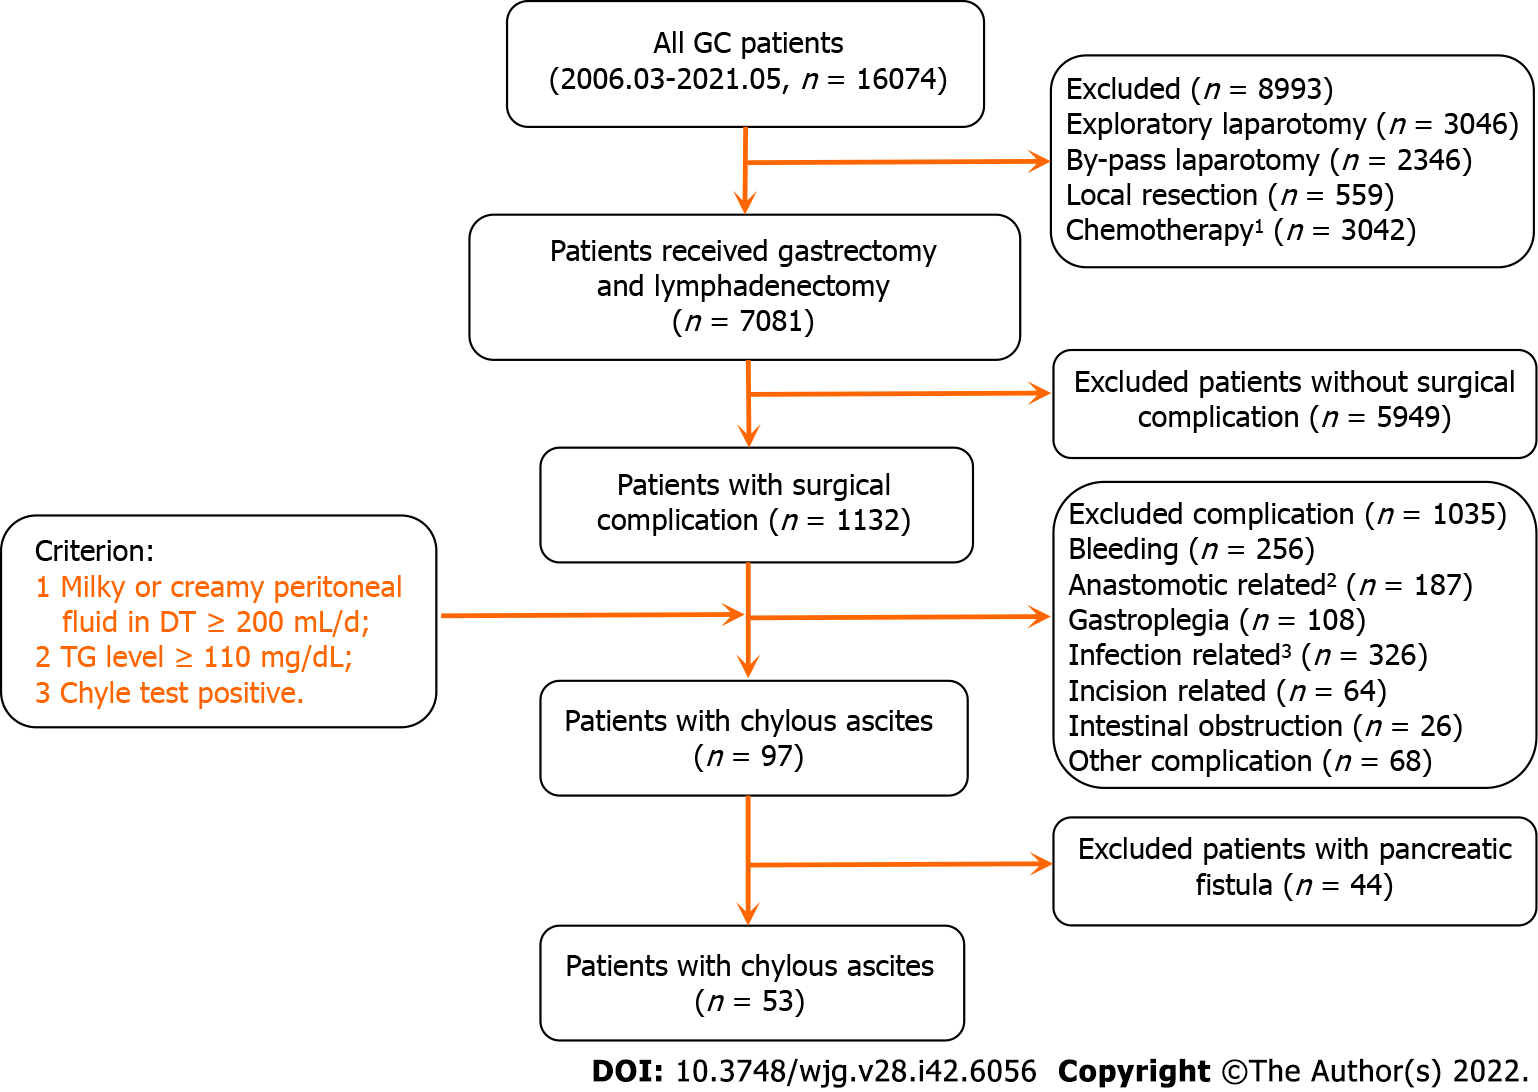 All GC patients
(2006.03-2021.05, n = 16074)
Excluded (n = 8993)
Exploratory laparotomy (n = 3046)
By-pass laparotomy (n = 2346)
Local resection (n = 559)
Chemotherapy¹ (n = 3042)
Patients received gastrectomy
and lymphadenectomy
(n = 7081)
Excluded patients without surgical
complication (n = 5949)
Patients with surgical
complication (n = 1132)
Criterion:
1 Milky or creamy peritoneal
fluid in DT ≥ 200 mL/d;
2 TG level ≥ 110 mg/dL;
3 Chyle test positive.
Excluded complication (n = 1035)
Bleeding (n = 256)
Anastomotic related² (n = 187)
Gastroplegia (n = 108)
Infection related³ (n = 326)
Incision related (n = 64)
Intestinal obstruction (n = 26)
Other complication (n = 68)
Patients with chylous ascites
(n = 97)
Excluded patients with pancreatic
fistula (n = 44)
Patients with chylous ascites
(n = 53)
DOI: 10.3748/wjg.v28.i42.6056 Copyright ©The Author(s) 2022.